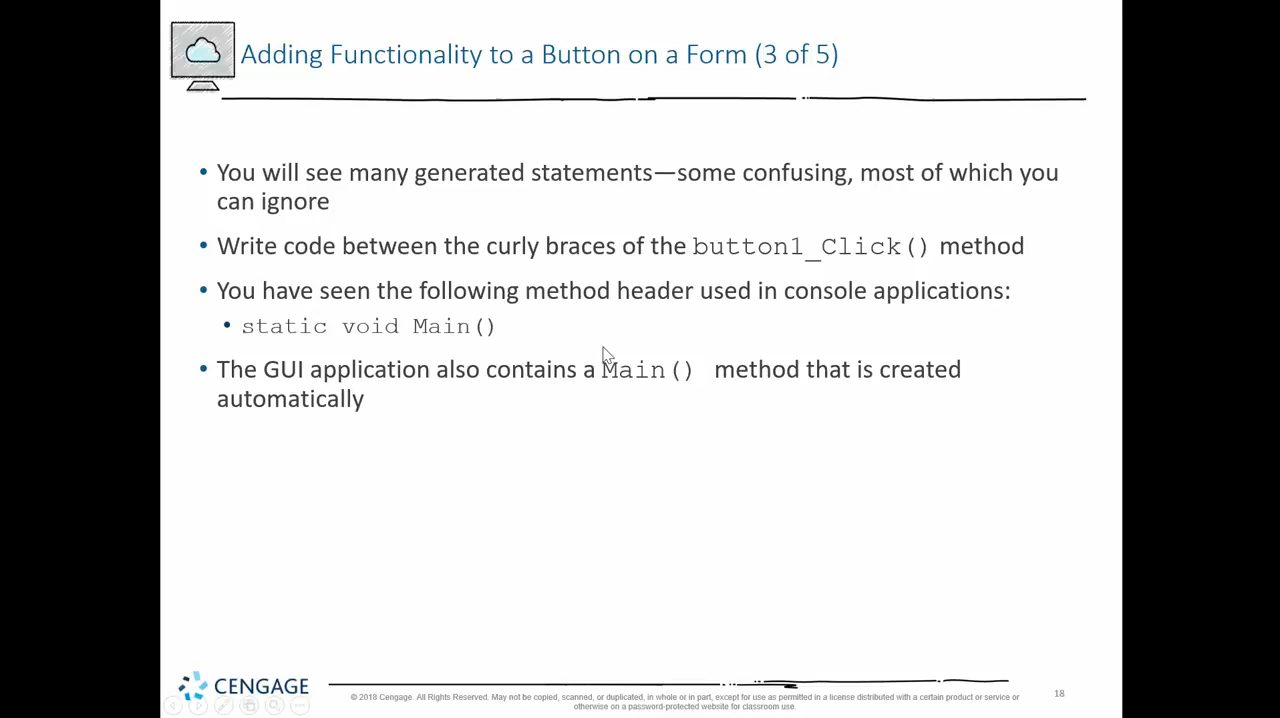 Adding Functionality to a Button on a Form (3 of 5)
• You will see many generated statements—some confusing, most of which you
can ignore
• Write code between the curly braces of the button1_Click() method
• You have seen the following method header used in console applications:
• static void Main()
• The GUI application also contains a Main() method that is created
automatically
CENGAGE
© 2018 Cengage. All Rights Reserved. May not be copied, scanned, or duplicated, in whole or in part, except for use as permitted in a license distributed with a certain product or service or
otherwise on a password-protected website for classroom use.
18